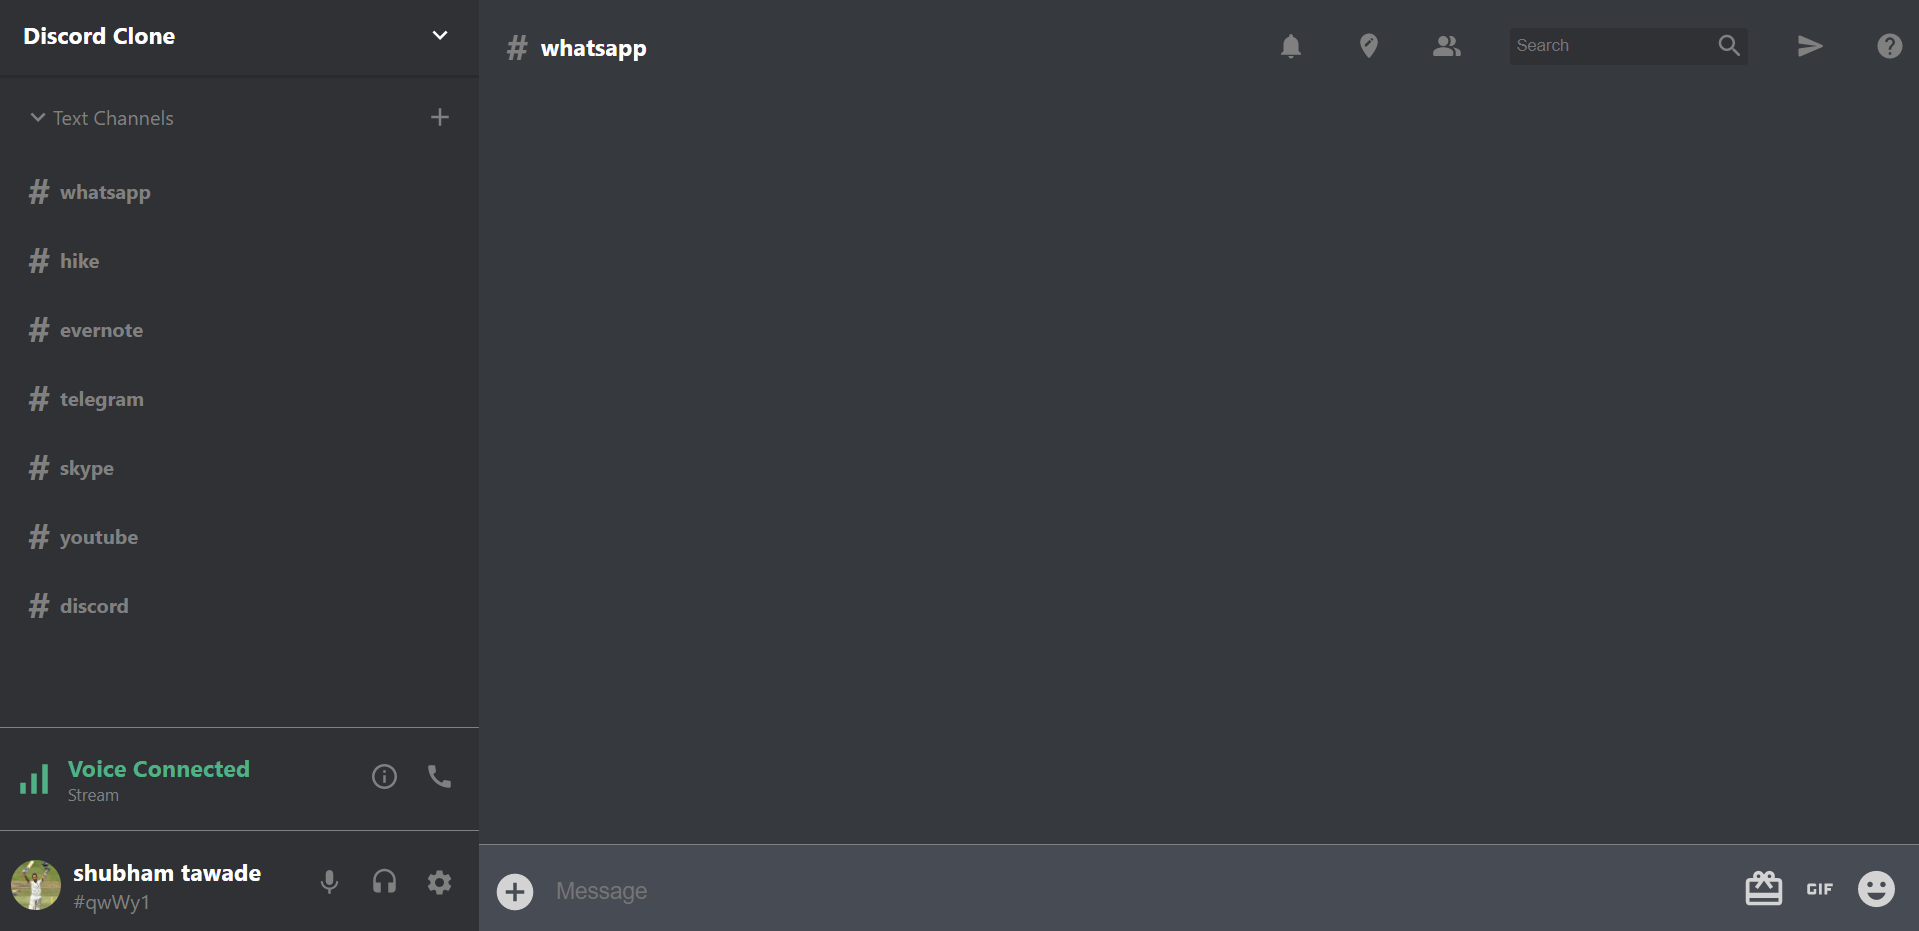 Discord Clone
Text Channels
# whatsapp
# hike
# evernote
# telegram
# skype
# youtube
# discord
Voice Connected
Stream
shubham tawade
#qwWy1
# whatsapp
Search
?
Message
GIF